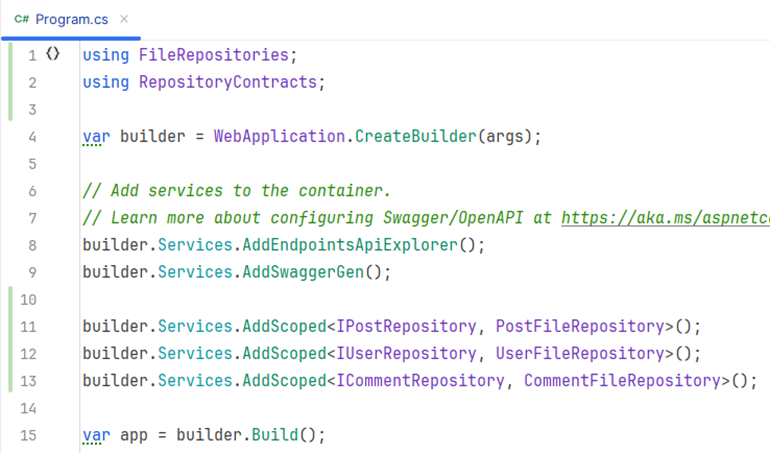 C# Program.cs ×
1 using FileRepositories;
2 using RepositoryContracts;
3
4 var builder = WebApplication.CreateBuilder(args);
5
6 // Add services to the container.
7 // Learn more about configuring Swagger/OpenAPI at https://aka.ms/aspnetc
8 builder.Services.AddEndpointsApiExplorer();
9 builder.Services.AddSwaggerGen();
10
11 builder.Services.AddScoped<IPostRepository, PostFileRepository>();
12 builder.Services.AddScoped<IUserRepository, UserFileRepository>();
13 builder.Services.AddScoped<ICommentRepository, CommentFileRepository>();
14
15 var app = builder.Build();